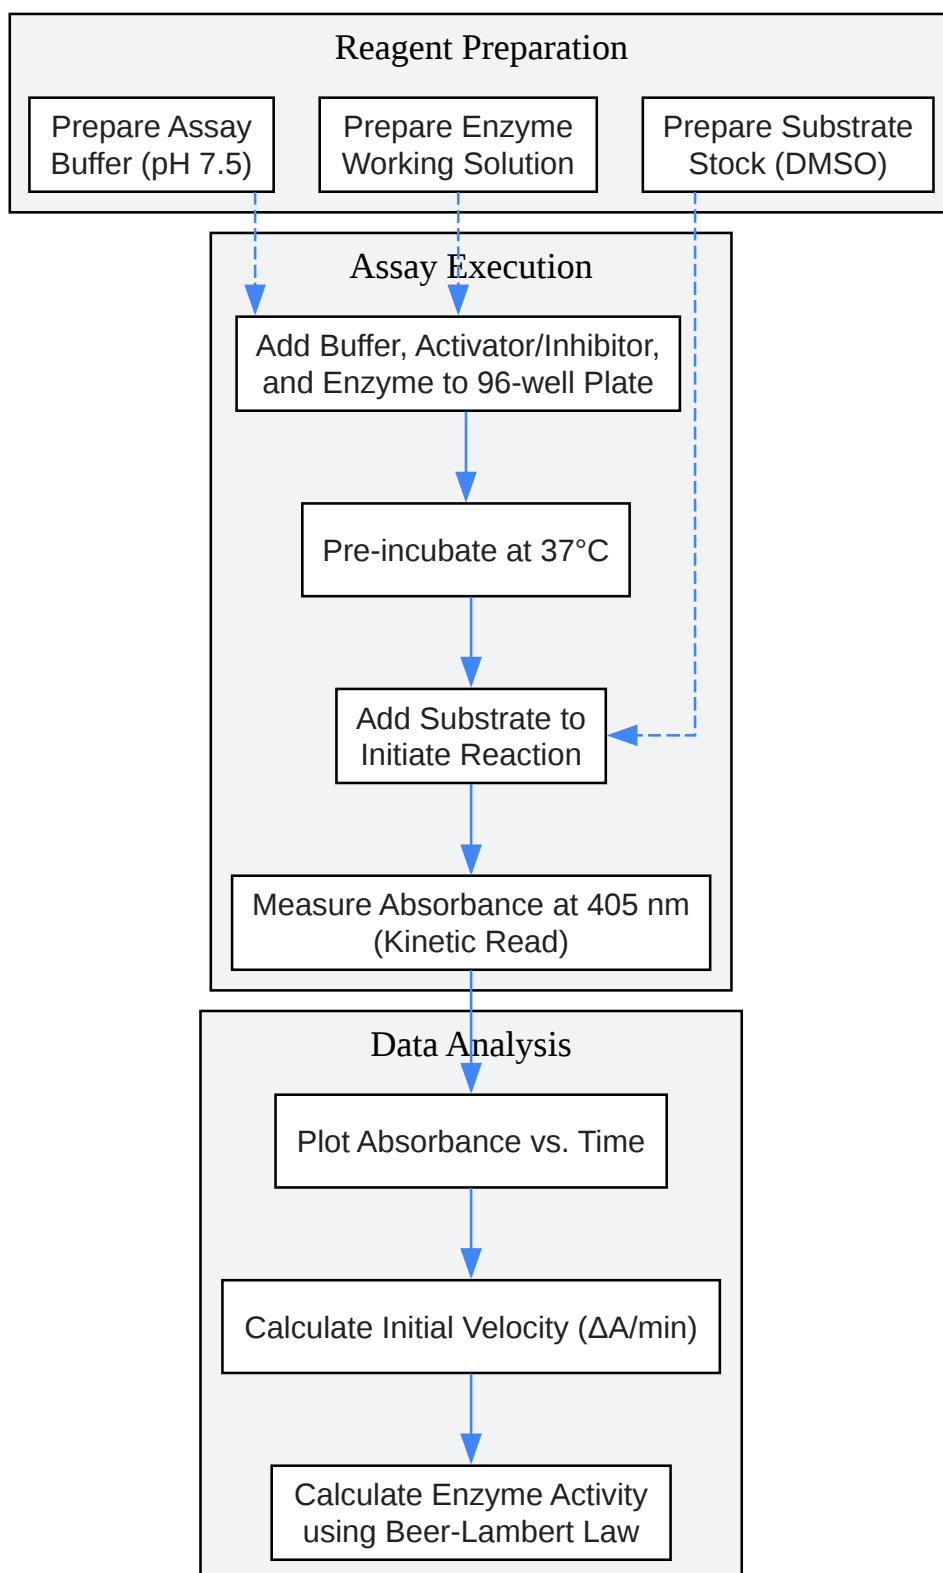 Reagent Preparation
Prepare Assay
Buffer (pH 7.5)
Prepare Enzyme
Working Solution
Prepare Substrate
Stock (DMSO)
Assay Execution
Add Buffer, Activator/Inhibitor,
and Enzyme to 96-well Plate
Pre-incubate at 37°C
Add Substrate to
Initiate Reaction
Measure Absorbance at 405 nm
(Kinetic Read)
Data Analysis
Plot Absorbance vs. Time
Calculate Initial Velocity (ΔA/min)
Calculate Enzyme Activity
using Beer-Lambert Law